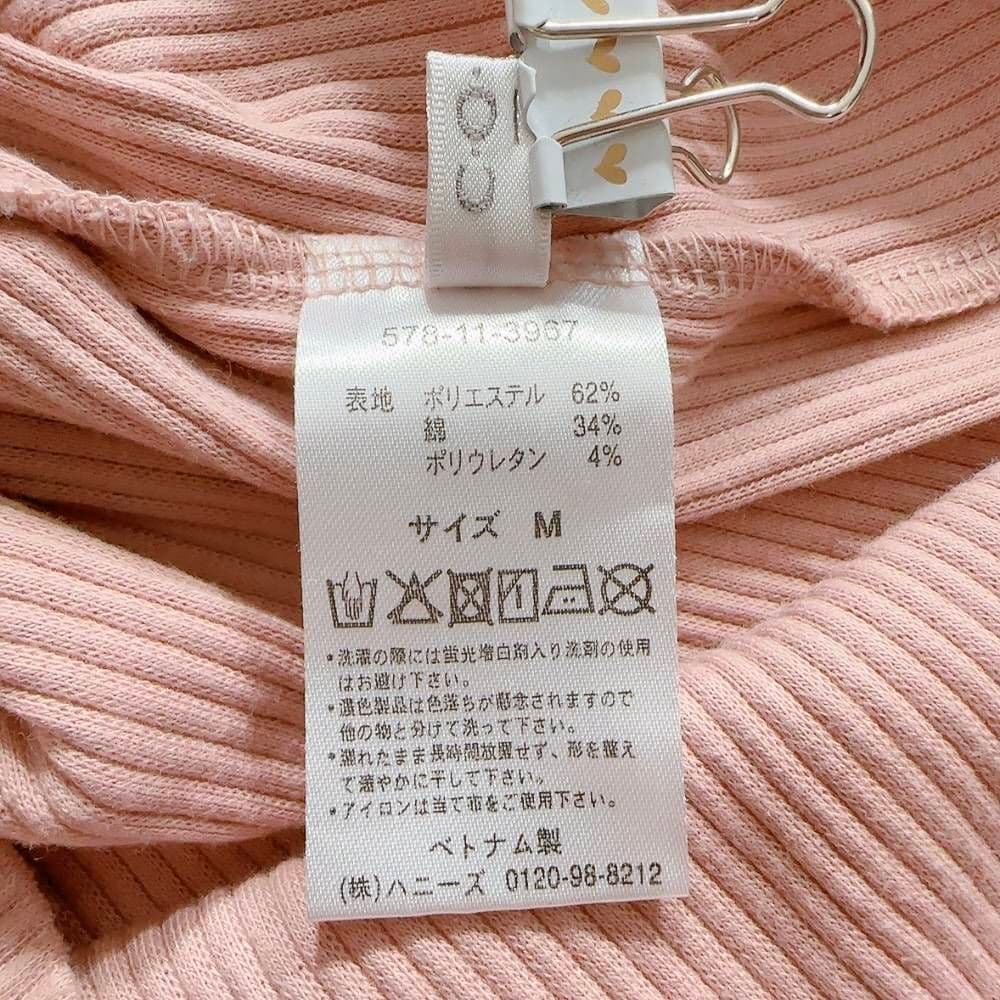 C·O
578-11-3967
表地 ポリエステル 62%
綿 34%
ポリウレタン 4%
サイズ M
•洗濯の際には蛍光増白剤入り洗剤の使用
はお避け下さい。
•濃色製品は色落ちが懸念されますので
他の物と分けて洗って下さい。
•濡れたまま長時間放置せず、形を整え
て速やかに干して下さい。
•アイロンは当て布をご使用下さい。
ベトナム製
(株)ハニーズ 0120-98-8212